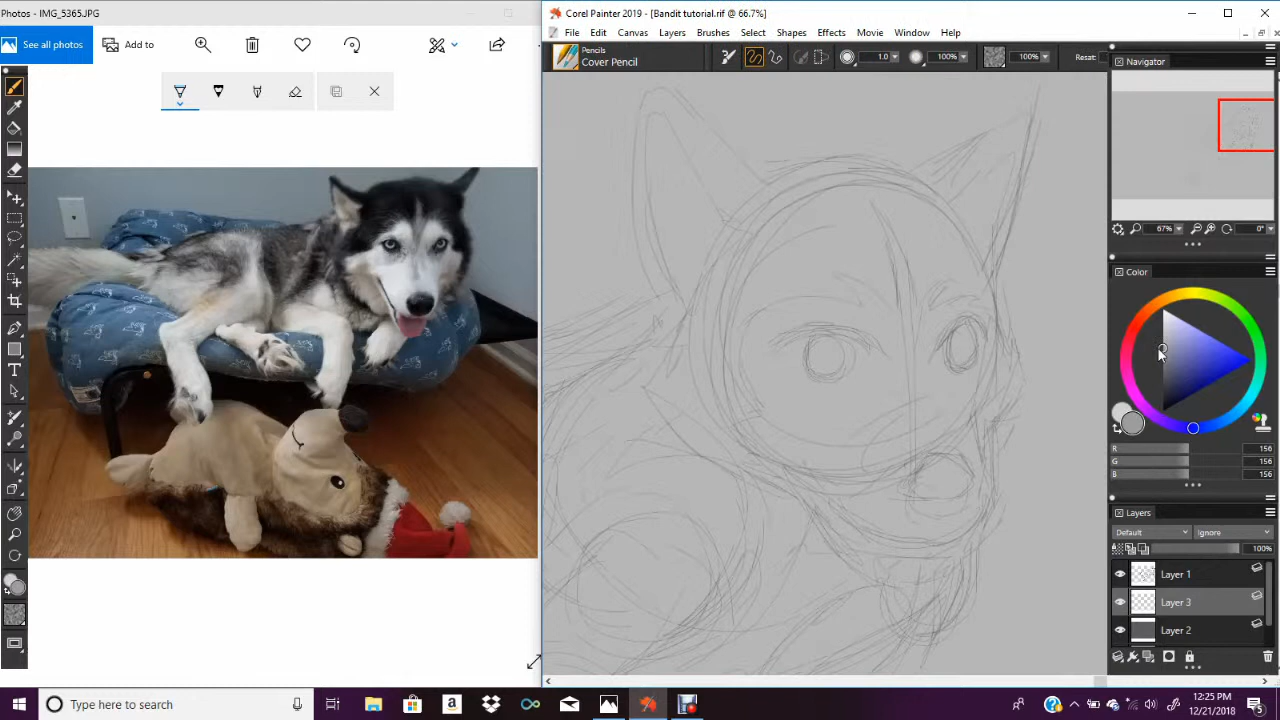 Photos - IMG_5365.JPG
See all photos
Add to
Corel Painter 2019 - [Bandit tutorial.rif @ 66.7%]
File Edit Canvas Layers Brushes Select Shapes Effects Movie Window Help
Pencils
Cover Pencil
1.0
100%
100%
Reset:
Navigator
67%
0°
Color
R 156
G 156
B 156
Layers
Default
Ignore
100%
Layer 1
Layer 3
Layer 2
Type here to search
12:25 PM
12/21/2018